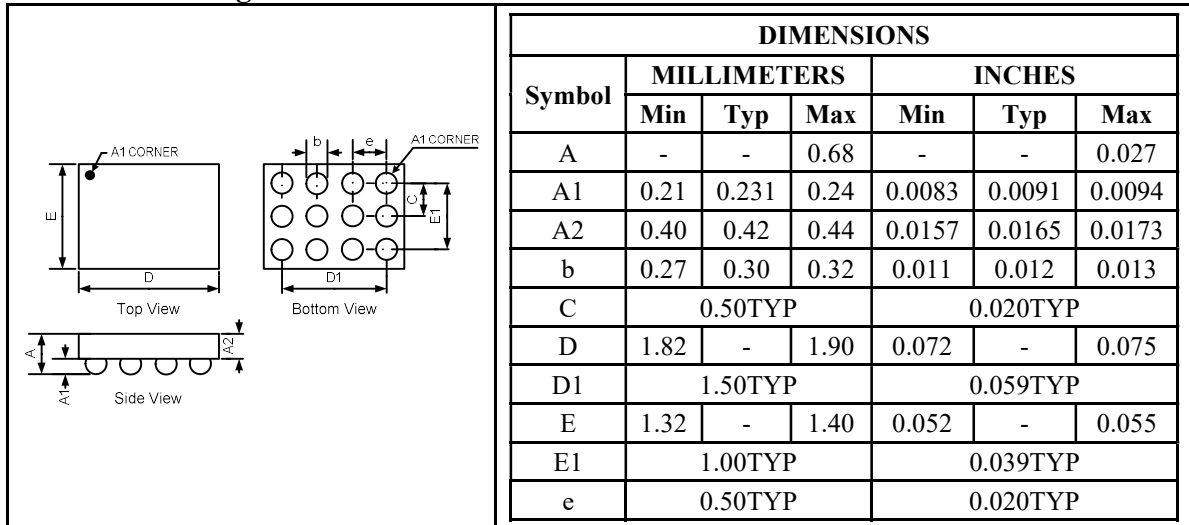 A1 CORNER
E
D
Top View
b
e
A1 CORNER
C
E1
D1
Bottom View
A
A1
A2
Side View
DIMENSIONS
Symbol MILLIMETERS INCHES
Min Typ Max Min Typ Max
A - - 0.68 - - 0.027
A1 0.21 0.231 0.24 0.0083 0.0091 0.0094
A2 0.40 0.42 0.44 0.0157 0.0165 0.0173
b 0.27 0.30 0.32 0.011 0.012 0.013
C 0.50TYP 0.020TYP
D 1.82 - 1.90 0.072 - 0.075
D1 1.50TYP 0.059TYP
E 1.32 - 1.40 0.052 - 0.055
E1 1.00TYP 0.039TYP
e 0.50TYP 0.020TYP